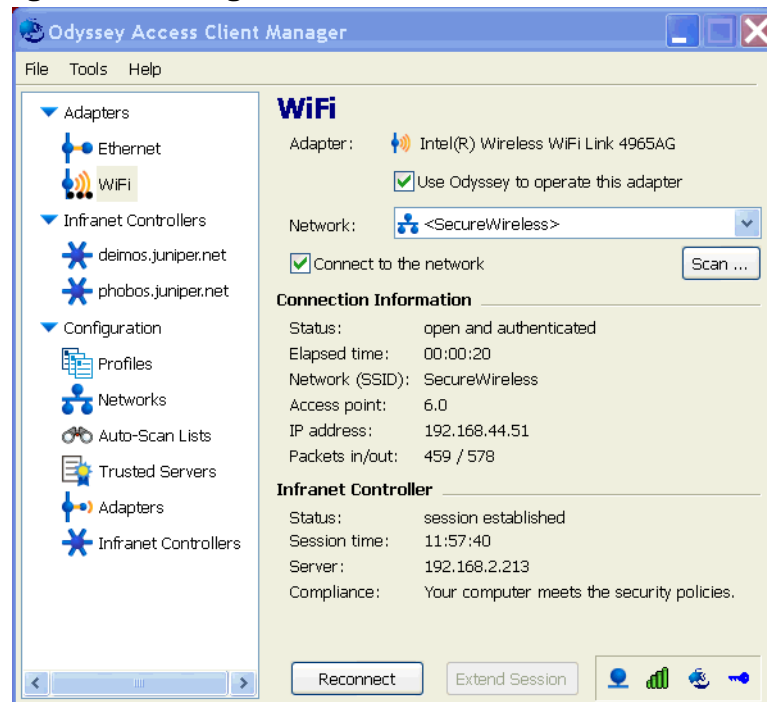 Odyssey Access Client Manager
File Tools Help
Adapters
Ethernet
WiFi
Infranet Controllers
deimos.juniper.net
phobos.juniper.net
Configuration
Profiles
Networks
Auto-Scan Lists
Trusted Servers
Adapters
Infranet Controllers
WiFi
Adapter: Intel(R) Wireless WiFi Link 4965AG
Use Odyssey to operate this adapter
Network: <SecureWireless>
Connect to the network Scan ...
Connection Information
Status: open and authenticated
Elapsed time: 00:00:20
Network (SSID): SecureWireless
Access point: 6.0
IP address: 192.168.44.51
Packets in/out: 459 / 578
Infranet Controller
Status: session established
Session time: 11:57:40
Server: 192.168.2.213
Compliance: Your computer meets the security policies.
Reconnect Extend Session